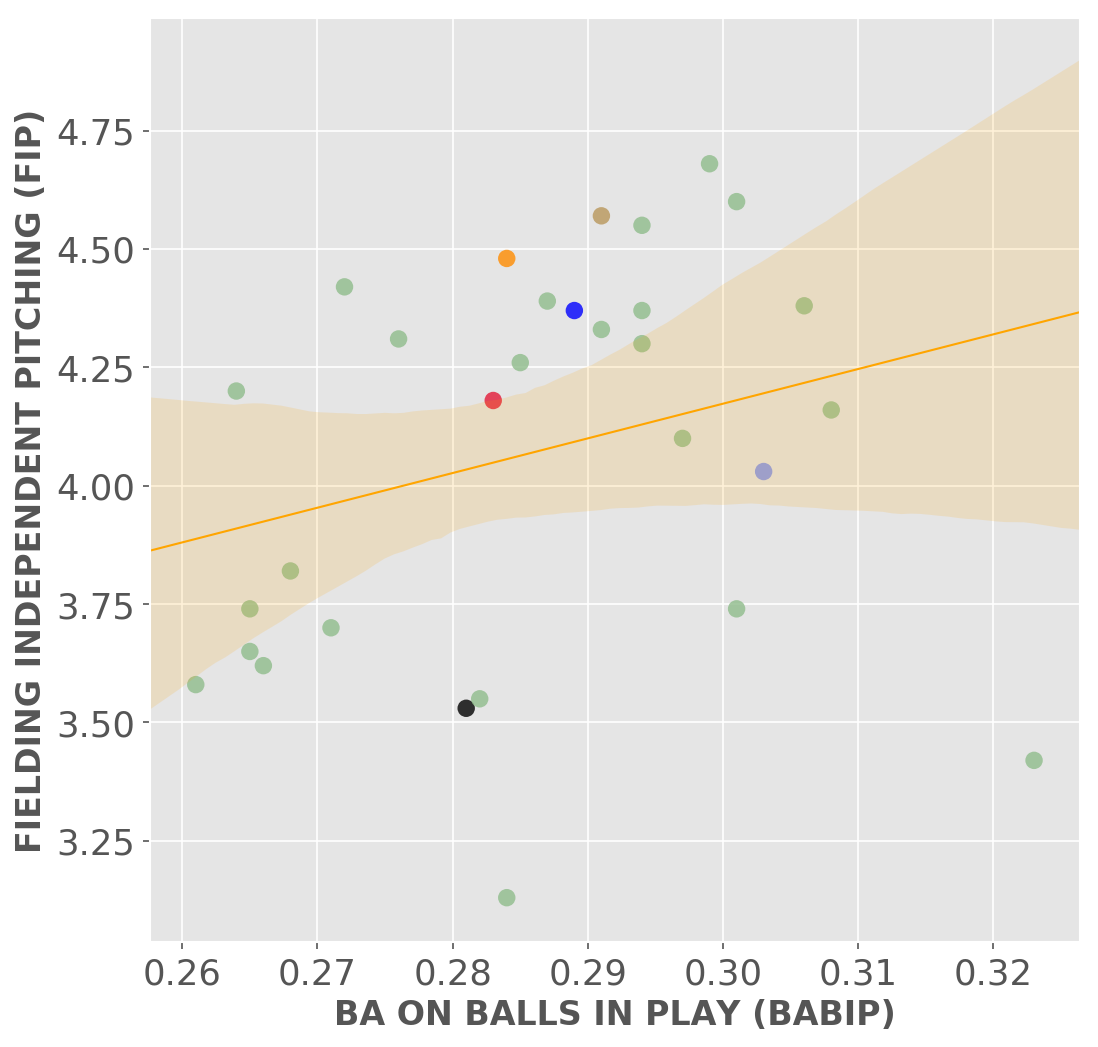 FIELDING INDEPENDENT PITCHING (FIP)
4.75
4.50
4.25
4.00
3.75
3.50
3.25
0.26 0.27 0.28 0.29 0.30 0.31 0.32
BA ON BALLS IN PLAY (BABIP)